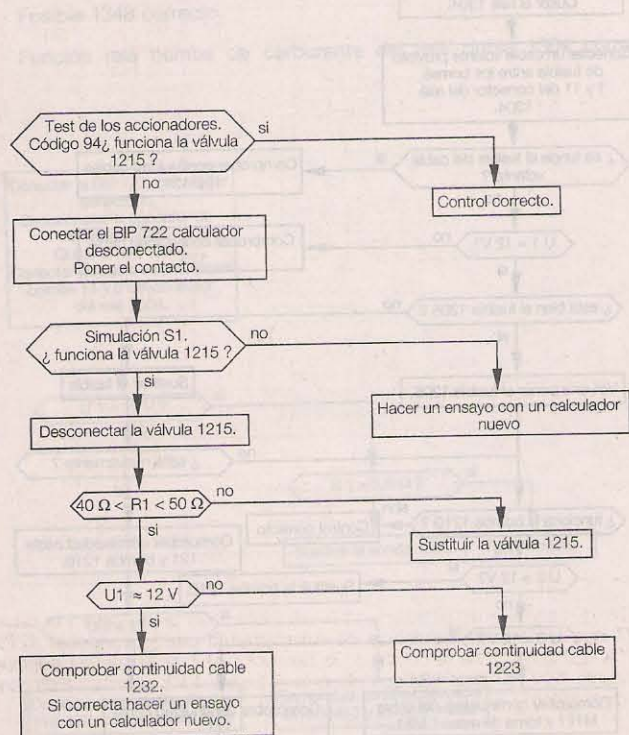 Test de los accionadores.
Código 94¿ funciona la válvula
1215 ?
si
no
Control correcto.
Conectar el BIP 722 calculador
desconectado.
Poner el contacto.
Simulación S1.
¿ funciona la válvula 1215 ?
no
si
Hacer un ensayo con un calculador
nuevo
Desconectar la válvula 1215.
40 Ω < R1 < 50 Ω
no
si
Sustituir la válvula 1215.
U1 ≈ 12 V
no
si
Comprobar continuidad cable
1223
Comprobar continuidad cable
1232.
Si correcta hacer un ensayo
con un calculador nuevo.